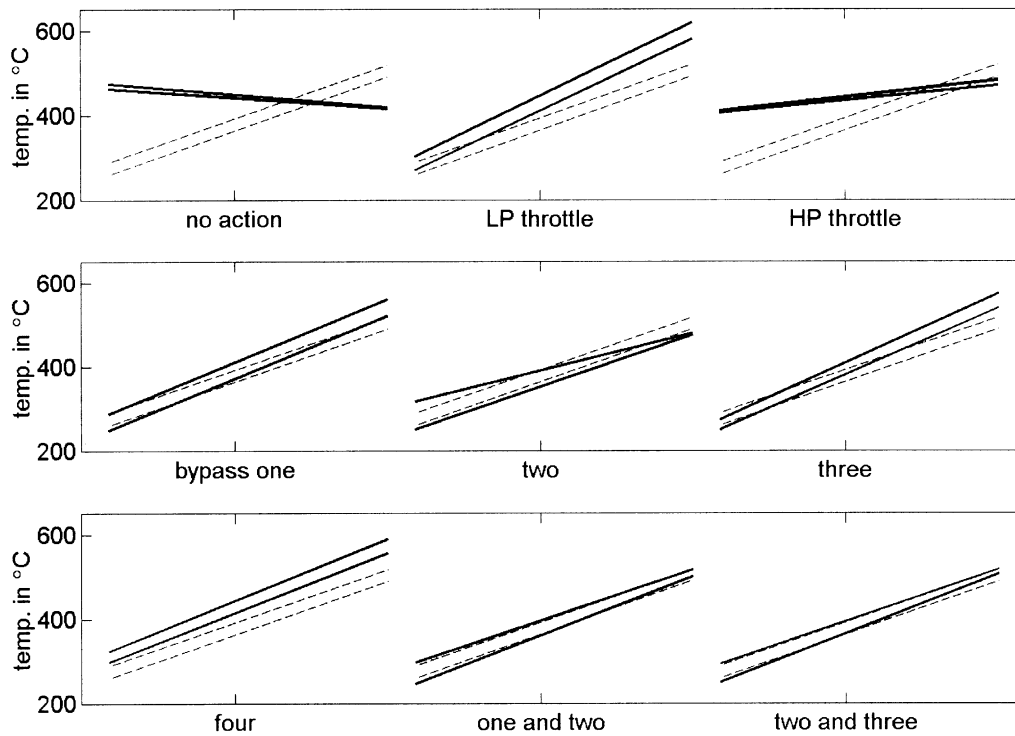 temp. in °C
600
400
200
no action
LP throttle
HP throttle
temp. in °C
600
400
200
bypass one
two
three
temp. in °C
600
400
200
four
one and two
two and three